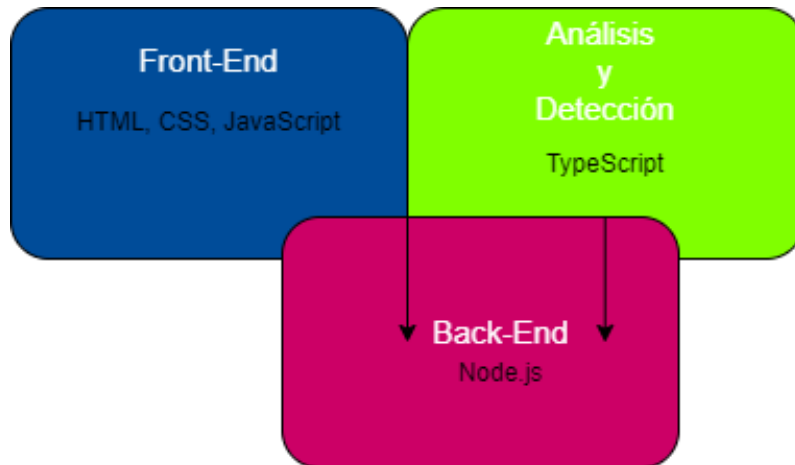 Front-End
HTML, CSS, JavaScript
Análisis
y
Detección
TypeScript
Back-End
Node.js